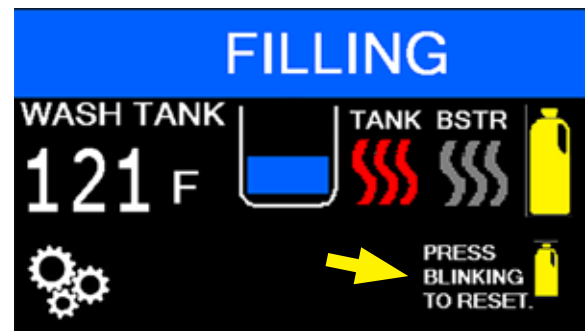 FILLING
WASH TANK
TANK BSTR
121 F
PRESS
BLINKING
TO RESET.